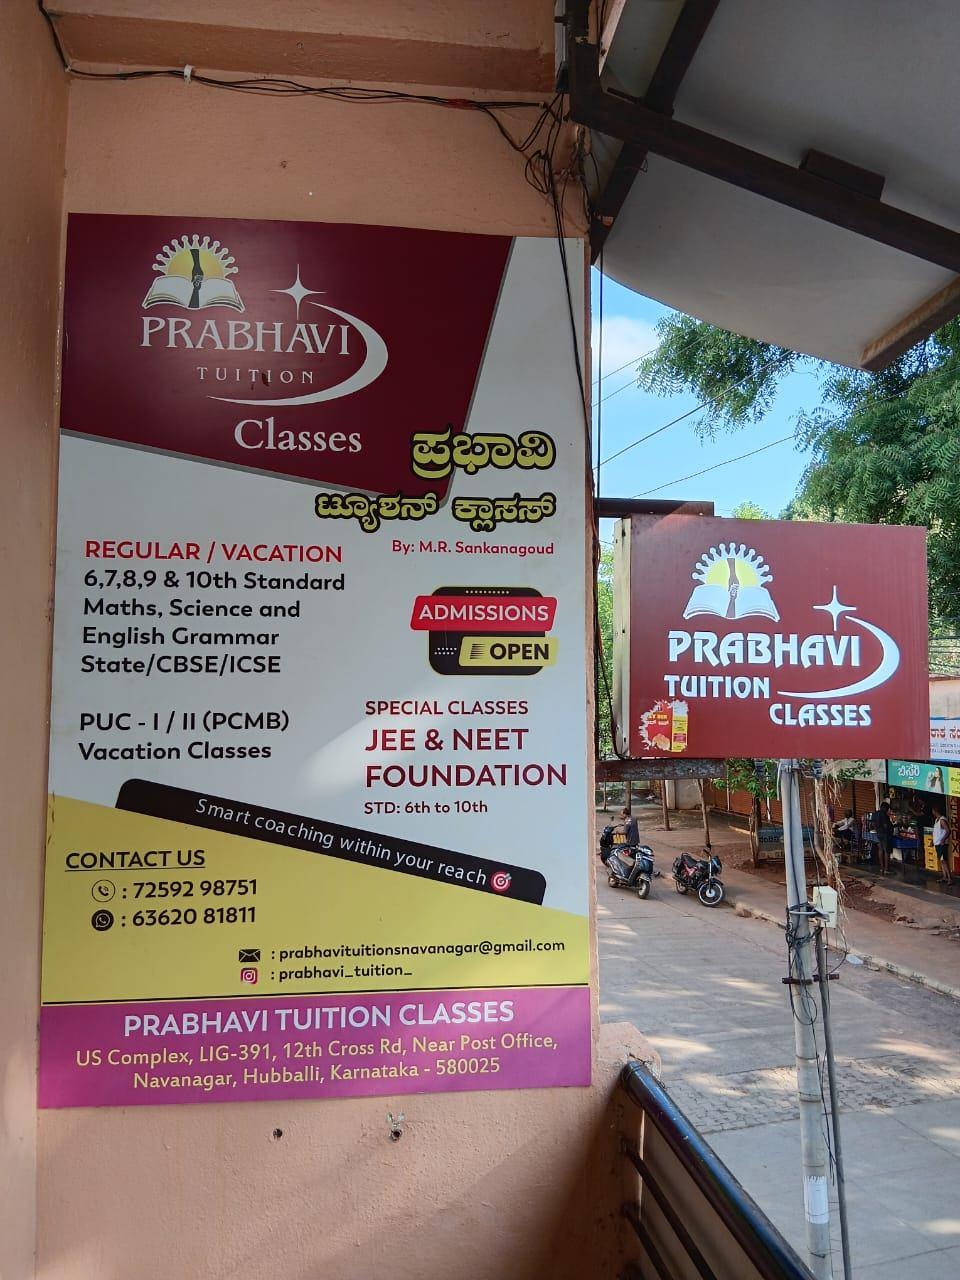 PRABHAVI
TUITION
Classes
ಪ್ರಭಾವಿ
ಟ್ಯೂಶನ್ ಕ್ಲಾಸಸ್
By: M.R. Sankanagoud
REGULAR / VACATION
6,7,8,9 & 10th Standard
Maths, Science and
English Grammar
State/CBSE/ICSE
ADMISSIONS
OPEN
PUC - I / II (PCMB)
Vacation Classes
SPECIAL CLASSES
JEE & NEET
FOUNDATION
STD: 6th to 10th
Smart coaching within your reach
CONTACT US
: 72592 98751
: 63620 81811
: prabhavituitionsnavanagar@gmail.com
: prabhavi_tuition_
PRABHAVI TUITION CLASSES
US Complex, LIG-391, 12th Cross Rd, Near Post Office,
Navanagar, Hubballi, Karnataka - 580025
PRABHAVI
TUITION
CLASSES